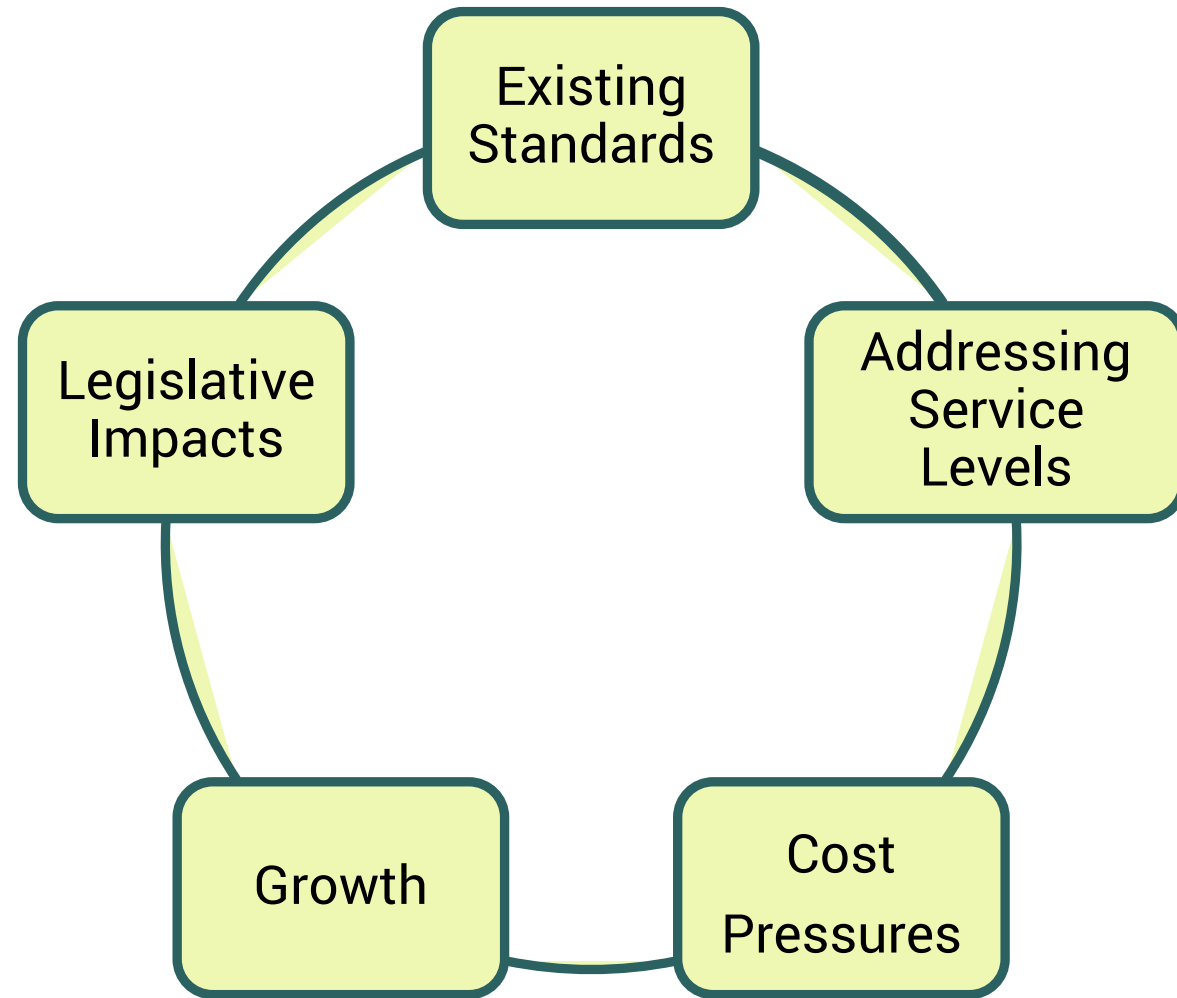 Existing
Standards
Addressing
Service
Levels
Cost
Pressures
Growth
Legislative
Impacts